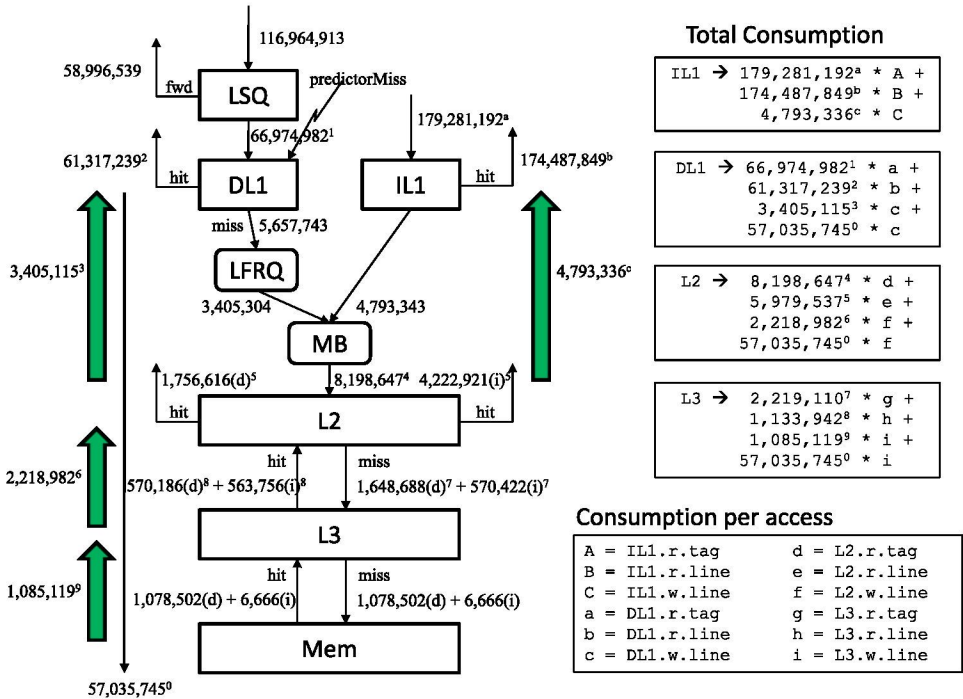 116,964,913
58,996,539
fwd
LSQ
predictorMiss
66,974,982¹
179,281,192ᵃ
61,317,239²
hit
DL1
IL1
hit
174,487,849ᵇ
miss
5,657,743
LFRQ
3,405,115³
4,793,336ᶜ
3,405,304
4,793,343
MB
1,756,616(d)⁵
8,198,647⁴
4,222,921(i)⁵
hit
L2
hit
hit
miss
2,218,982⁶
570,186(d)⁸ + 563,756(i)⁸
1,648,688(d)⁷ + 570,422(i)⁷
L3
hit
miss
1,085,119⁹
1,078,502(d) + 6,666(i)
1,078,502(d) + 6,666(i)
Mem
57,035,745⁰
Total Consumption
IL1 → 179,281,192ᵃ * A +
174,487,849ᵇ * B +
4,793,336ᶜ * C
DL1 → 66,974,982¹ * a +
61,317,239² * b +
3,405,115³ * c +
57,035,745⁰ * c
L2 → 8,198,647⁴ * d +
5,979,537⁵ * e +
2,218,982⁶ * f +
57,035,745⁰ * f
L3 → 2,219,110⁷ * g +
1,133,942⁸ * h +
1,085,119⁹ * i +
57,035,745⁰ * i
Consumption per access
A = IL1.r.tag d = L2.r.tag
B = IL1.r.line e = L2.r.line
C = IL1.w.line f = L2.w.line
a = DL1.r.tag g = L3.r.tag
b = DL1.r.line h = L3.r.line
c = DL1.w.line i = L3.w.line